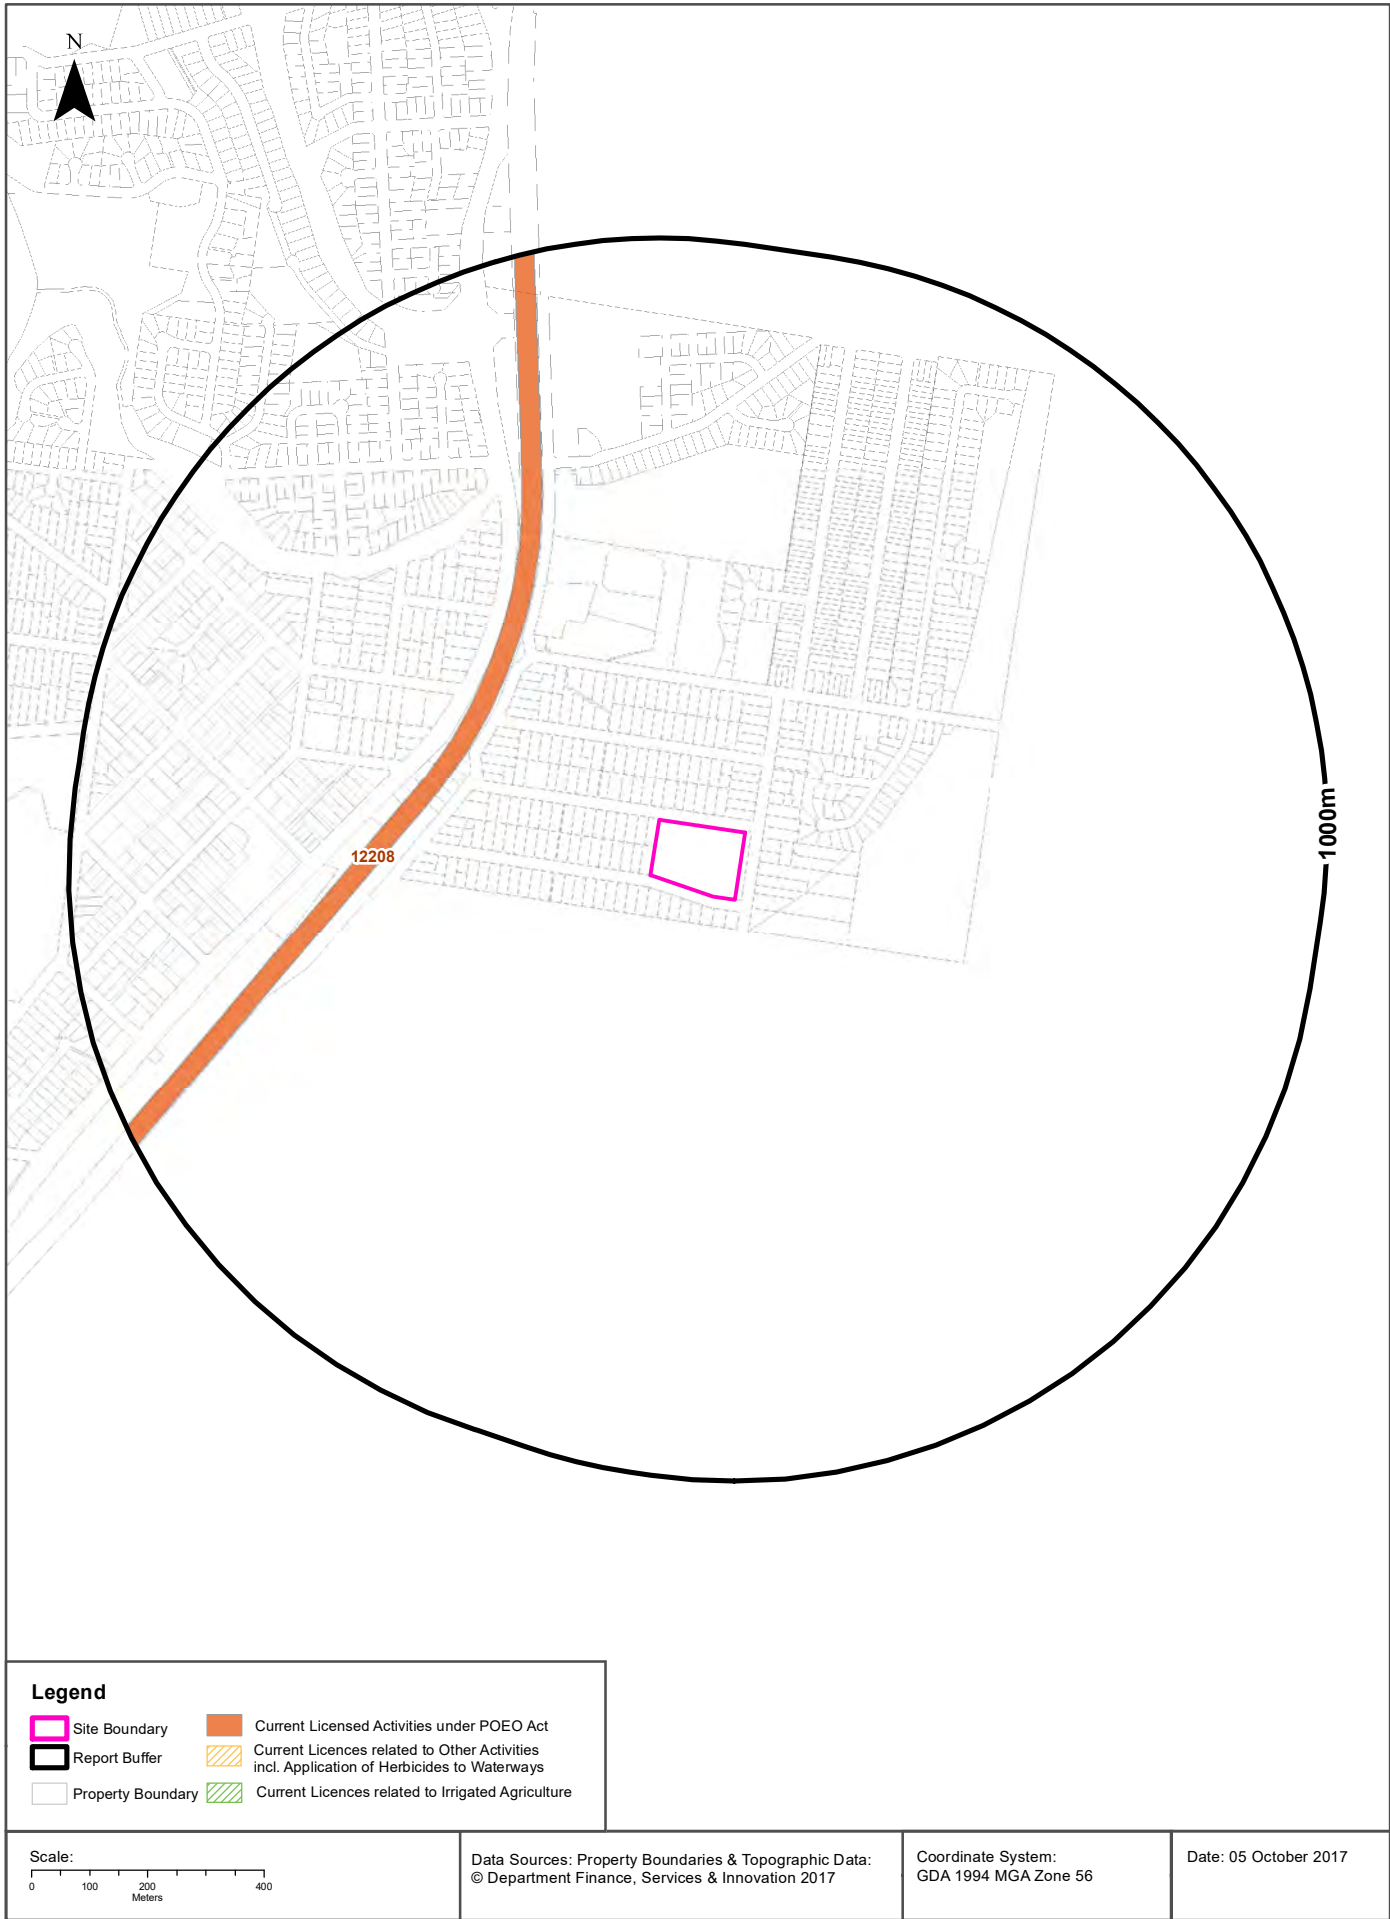 N
12208
1000m
Legend
Site Boundary
Report Buffer
Property Boundary
Current Licensed Activities under POEO Act
Current Licences related to Other Activities
incl. Application of Herbicides to Waterways
Current Licences related to Irrigated Agriculture
Scale:
0 100 200 400
Meters
Data Sources: Property Boundaries & Topographic Data:
© Department Finance, Services & Innovation 2017
Coordinate System:
GDA 1994 MGA Zone 56
Date: 05 October 2017